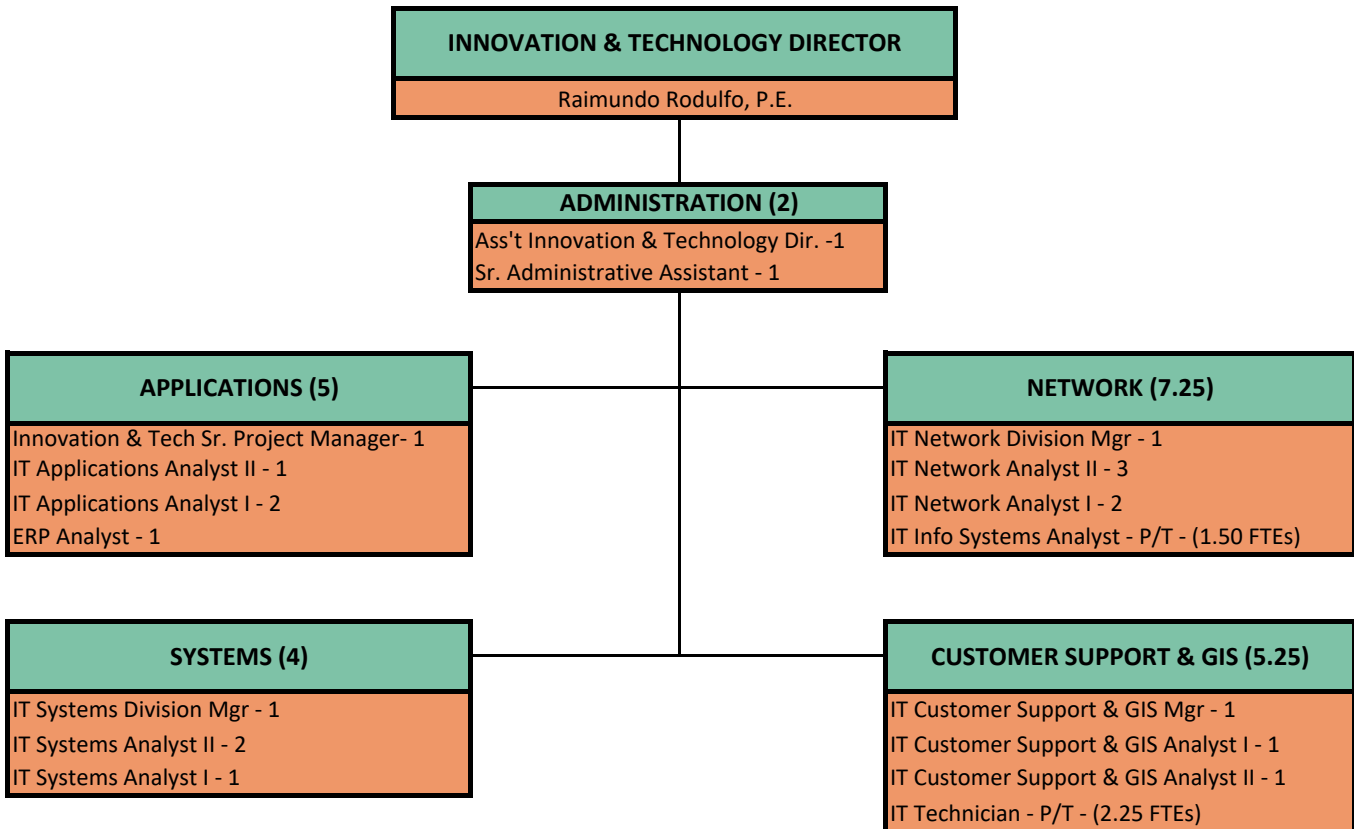 INNOVATION & TECHNOLOGY DIRECTOR
Raimundo Rodulfo, P.E.
ADMINISTRATION (2)
Ass't Innovation & Technology Dir. -1
Sr. Administrative Assistant - 1
APPLICATIONS (5)
Innovation & Tech Sr. Project Manager- 1
IT Applications Analyst II - 1
IT Applications Analyst I - 2
ERP Analyst - 1
NETWORK (7.25)
IT Network Division Mgr - 1
IT Network Analyst II - 3
IT Network Analyst I - 2
IT Info Systems Analyst - P/T - (1.50 FTEs)
SYSTEMS (4)
IT Systems Division Mgr - 1
IT Systems Analyst II - 2
IT Systems Analyst I - 1
CUSTOMER SUPPORT & GIS (5.25)
IT Customer Support & GIS Mgr - 1
IT Customer Support & GIS Analyst I - 1
IT Customer Support & GIS Analyst II - 1
IT Technician - P/T - (2.25 FTEs)